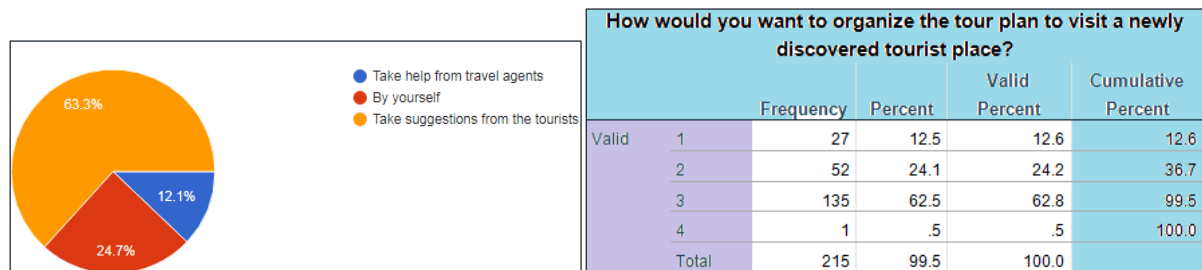 63.3%
12.1%
24.7%
Take help from travel agents
By yourself
Take suggestions from the tourists
How would you want to organize the tour plan to visit a newly
discovered tourist place?
Valid Cumulative
Frequency Percent Percent Percent
Valid 1 27 12.5 12.6 12.6
2 52 24.1 24.2 36.7
3 135 62.5 62.8 99.5
4 1 .5 .5 100.0
Total 215 99.5 100.0